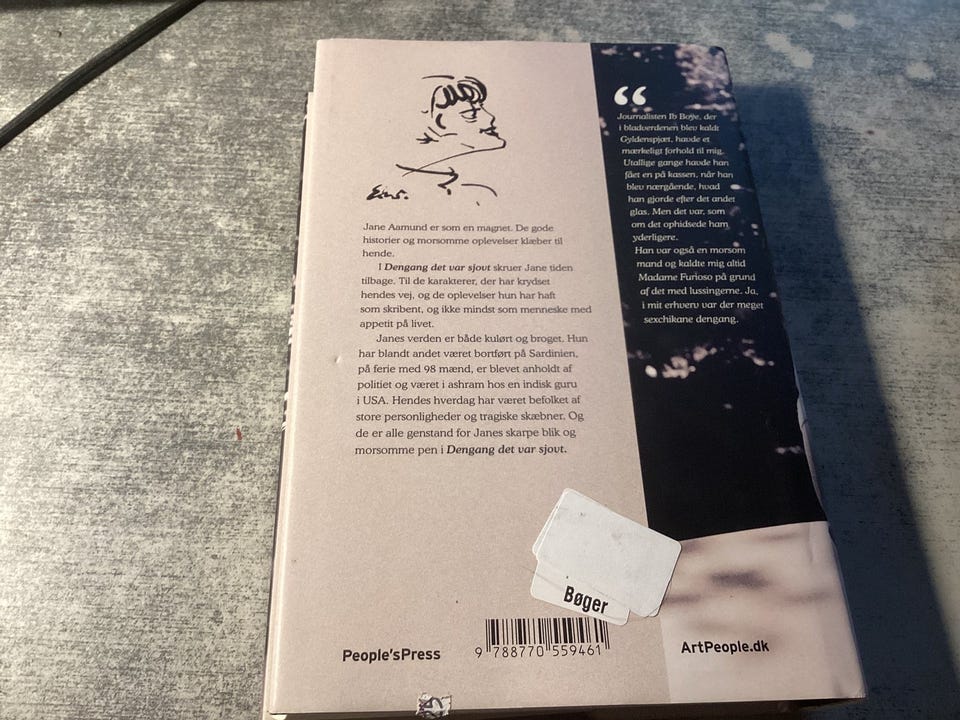 Eins.
Jane Aamund er som en magnet. De gode
historier og morsomme oplevelser klæber til
hende.
I Dengang det var sjovt skruer Jane tiden
tilbage. Til de karakterer, der har krydset
hendes vej, og de oplevelser hun har haft
som skribent, og ikke mindst som menneske med
appetit på livet.
Janes verden er både kulørt og broget. Hun
har blandt andet været bortført på Sardinien,
på ferie med 98 mænd, er blevet anholdt af
politiet og været i ashram hos en indisk guru
i USA. Hendes hverdag har været befolket af
store personligheder og tragiske skæbner. Og
de er alle genstand for Janes skarpe blik og
morsomme pen i Dengang det var sjovt.
“
Journalisten Ib Boye, der
i bladverdenen blev kaldt
Gyldenspjæt, havde et
mærkeligt forhold til mig.
Utallige gange havde han
fået en på kassen, når han
blev nærgående, hvad
han gjorde efter det andet
glas. Men det var, som
om det ophidsede ham
yderligere.
Han var også en morsom
mand og kaldte mig altid
Madame Furioso på grund
af det med lussingerne. Ja,
i mit erhverv var der meget
sexchikane dengang.
Bøger
People'sPress
9 788770 559461
ArtPeople.dk